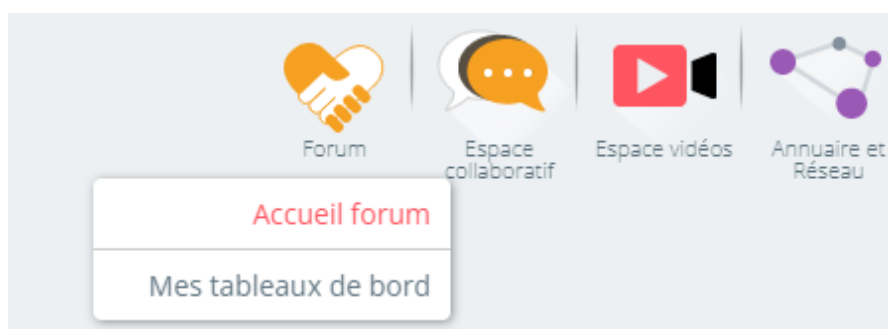 Forum
Espace
collaboratif
Espace vidéos
Annuaire et
Réseau
Accueil forum
Mes tableaux de bord